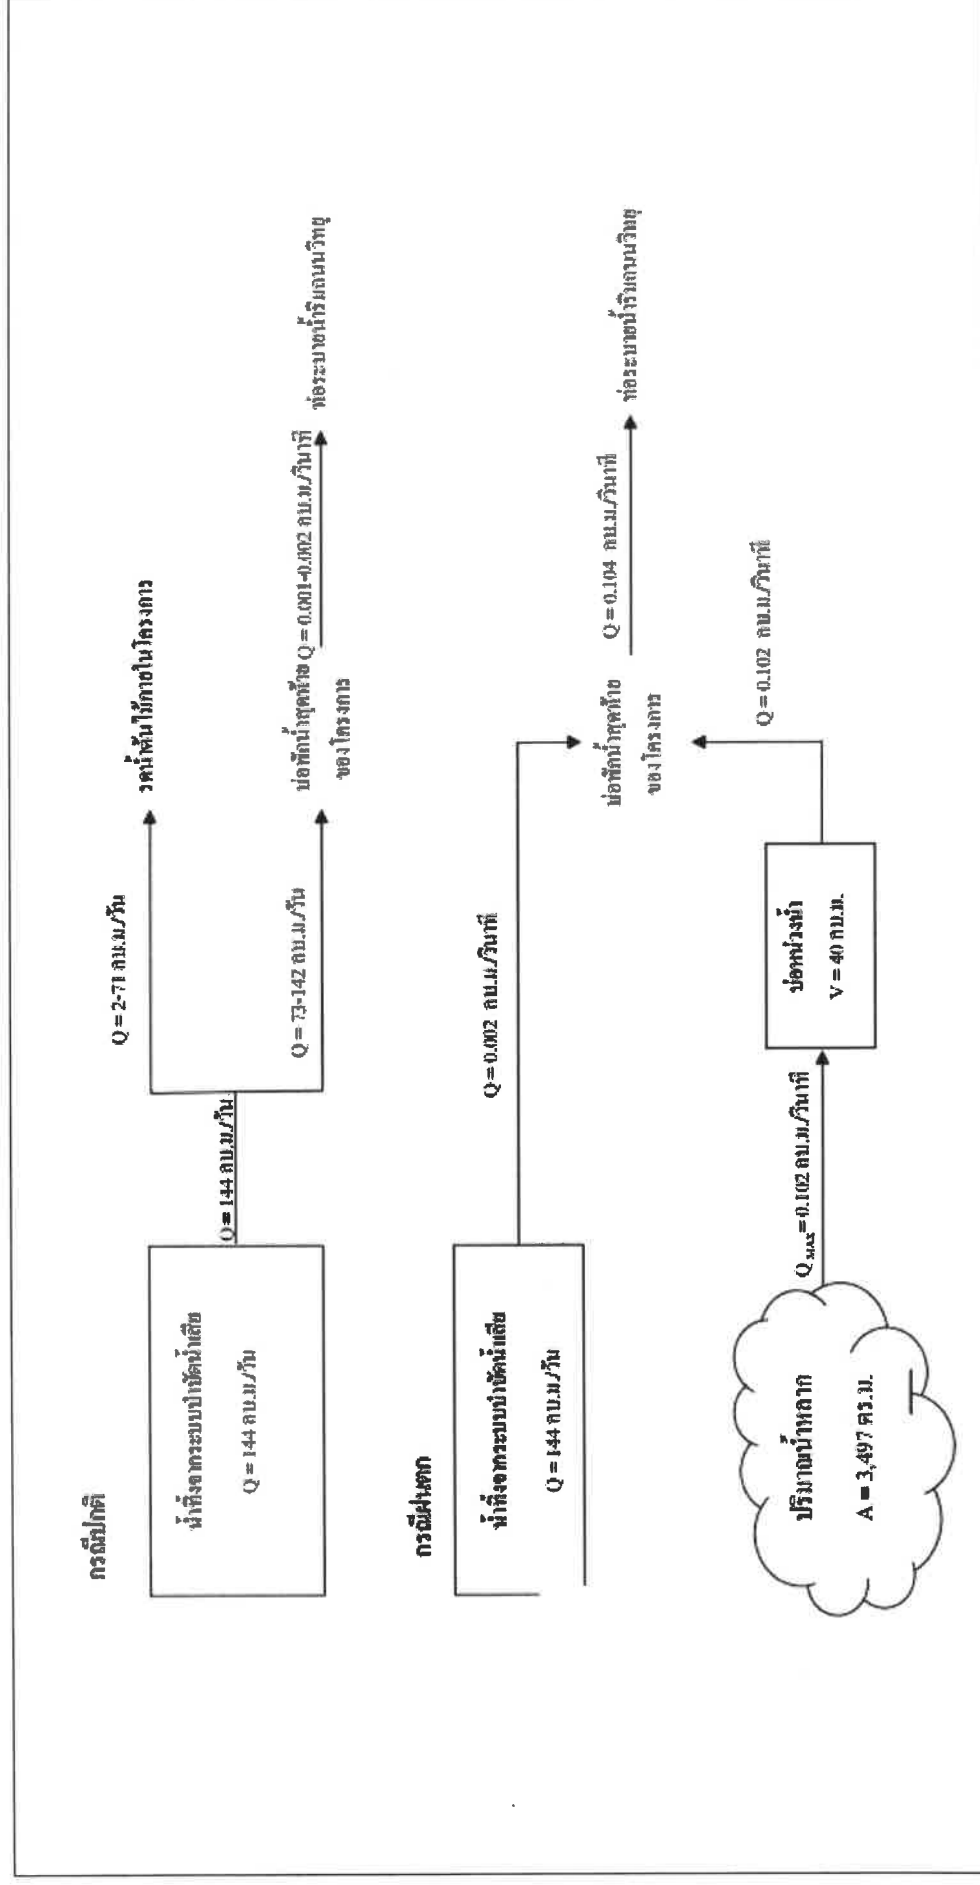 กรณีปกติ
น้ำทิ้งจากระบบบำบัดน้ำเสีย
Q = 144 ลบ.ม./วัน
Q = 144 ลบ.ม./วัน
Q = 2-71 ลบ.ม./วัน
รดน้ำต้นไม้ภายในโครงการ
Q = 73-142 ลบ.ม./วัน
บ่อพักน้ำสุดท้าย
ของโครงการ
Q = 0.001-0.002 ลบ.ม./วินาที
ท่อระบายน้ำริมถนนวิทยุ
กรณีฝนตก
น้ำทิ้งจากระบบบำบัดน้ำเสีย
Q = 144 ลบ.ม./วัน
Q = 0.002 ลบ.ม./วินาที
บ่อพักน้ำสุดท้าย
ของโครงการ
Q = 0.104 ลบ.ม./วินาที
ท่อระบายน้ำริมถนนวิทยุ
ปริมาณน้ำหลาก
A = 3,497 ตร.ม.
Q MAX = 0.102 ลบ.ม./วินาที
บ่อหน่วงน้ำ
V = 40 ลบ.ม.
Q = 0.102 ลบ.ม./วินาที